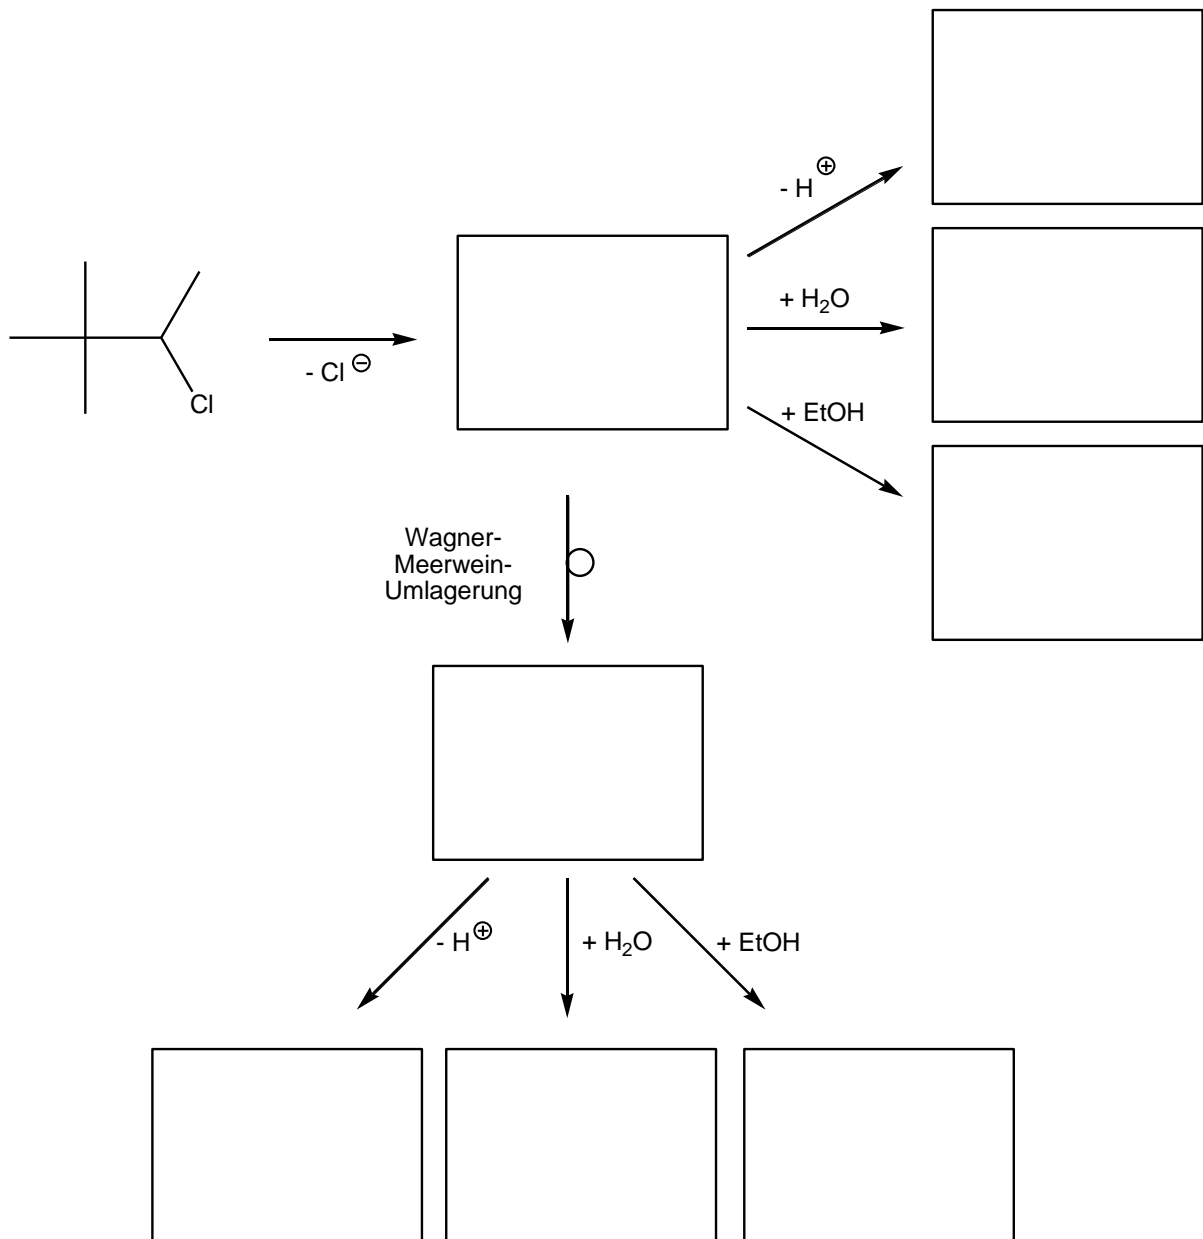 - H⊕
+ H₂O
- Cl⊖
Cl
+ EtOH
Wagner-
Meerwein-
Umlagerung
- H⊕
+ H₂O
+ EtOH